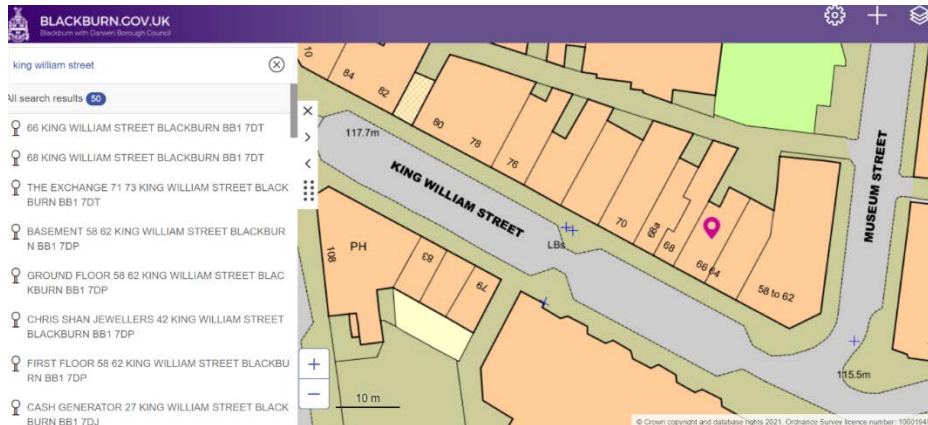 BLACKBURN.GOV.UK
Blackburn with Darwen Borough Council
king william street
All search results 50
66 KING WILLIAM STREET BLACKBURN BB1 7DT
68 KING WILLIAM STREET BLACKBURN BB1 7DT
THE EXCHANGE 71 73 KING WILLIAM STREET BLACK
BURN BB1 7DT
BASEMENT 58 62 KING WILLIAM STREET BLACKBUR
N BB1 7DP
GROUND FLOOR 58 62 KING WILLIAM STREET BLAC
KBURN BB1 7DP
CHRIS SHAN JEWELLERS 42 KING WILLIAM STREET
BLACKBURN BB1 7DP
FIRST FLOOR 58 62 KING WILLIAM STREET BLACKBU
RN BB1 7DP
CASH GENERATOR 27 KING WILLIAM STREET BLACK
BURN BB1 7DJ
10
84
82
80
78
76
117.7m
KING WILLIAM STREET
MUSEUM STREET
70
68a
68
66 64
58 to 62
LBs
PH
108
83
79
115.5m
10 m
© Crown copyright and database rights 2021. Ordnance Survey licence number: 1000194